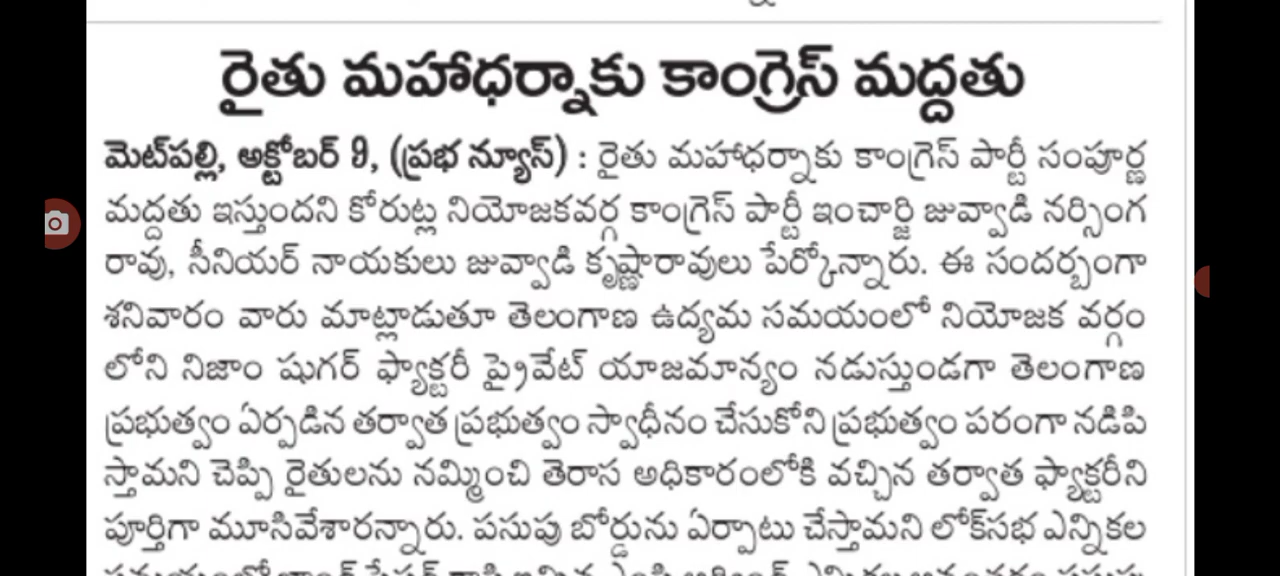 రైతు మహాధర్నాకు కాంగ్రెస్ మద్దతు
మెట్‌పల్లి, అక్టోబర్ 9, (ప్రభ న్యూస్) : రైతు మహాధర్నాకు కాంగ్రెస్ పార్టీ సంపూర్ణ
మద్దతు ఇస్తుందని కోరుట్ల నియోజకవర్గ కాంగ్రెస్ పార్టీ ఇంచార్జి జువ్వాడి నర్సింగ
రావు, సీనియర్ నాయకులు జువ్వాడి కృష్ణారావులు పేర్కోన్నారు. ఈ సందర్బంగా
శనివారం వారు మాట్లాడుతూ తెలంగాణ ఉద్యమ సమయంలో నియోజక వర్గం
లోని నిజాం షుగర్ ఫ్యాక్టరీ ప్రైవేట్ యాజమాన్యం నడుస్తుండగా తెలంగాణ
ప్రభుత్వం ఏర్పడిన తర్వాత ప్రభుత్వం స్వాధీనం చేసుకోని ప్రభుత్వం పరంగా నడిపి
స్తామని చెప్పి రైతులను నమ్మించి తెరాస అధికారంలోకి వచ్చిన తర్వాత ఫ్యాక్టరీని
పూర్తిగా మూసివేశారన్నారు. పసుపు బోర్డును ఏర్పాటు చేస్తామని లోక్‌సభ ఎన్నికల